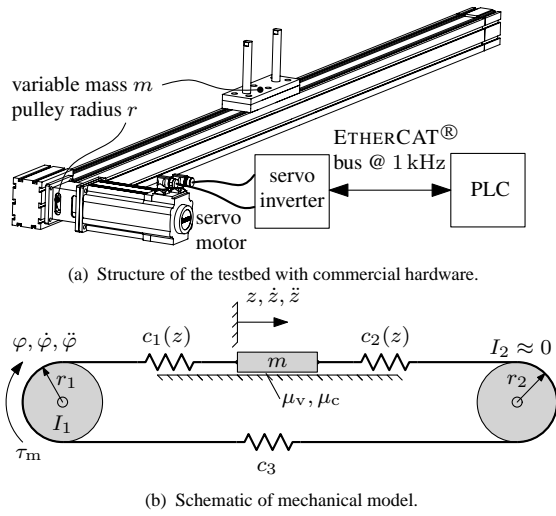 variable mass m
pulley radius r
ETHERCAT®
bus @ 1 kHz
servo
inverter
PLC
servo
motor
(a) Structure of the testbed with commercial hardware.
z, ż, z̈
c₁(z)
c₂(z)
φ, φ̇, φ̈
m
I₂ ≈ 0
r₁
r₂
μᵥ, μ_c
I₁
τₘ
c₃
(b) Schematic of mechanical model.